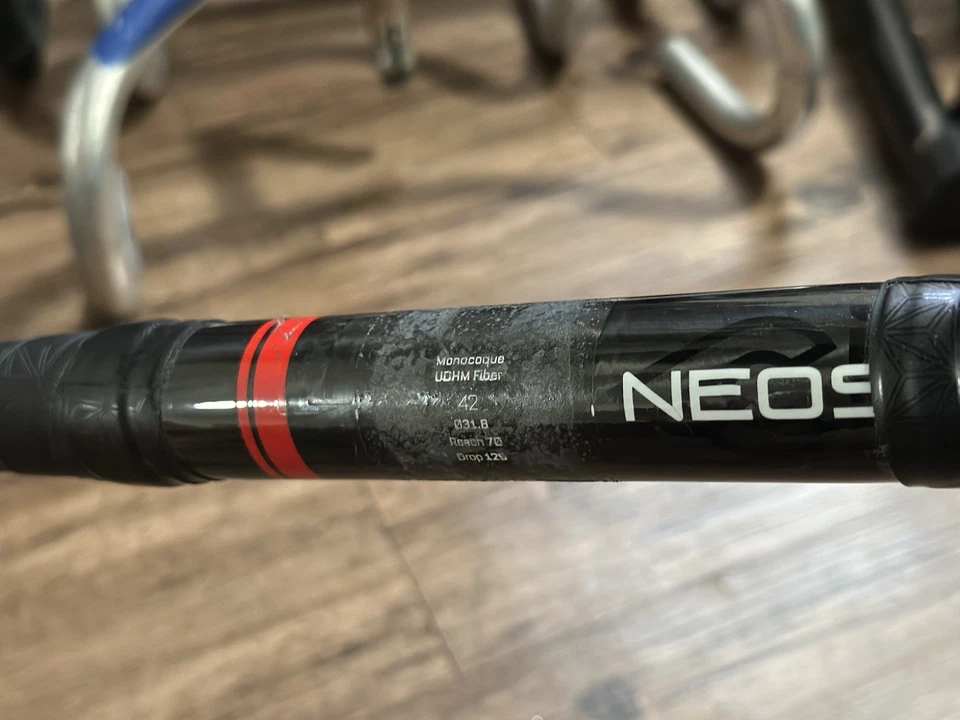 Monocoque
UDHM Fiber
42
Ø31.8
Reach 70
Drop 125
NEOS